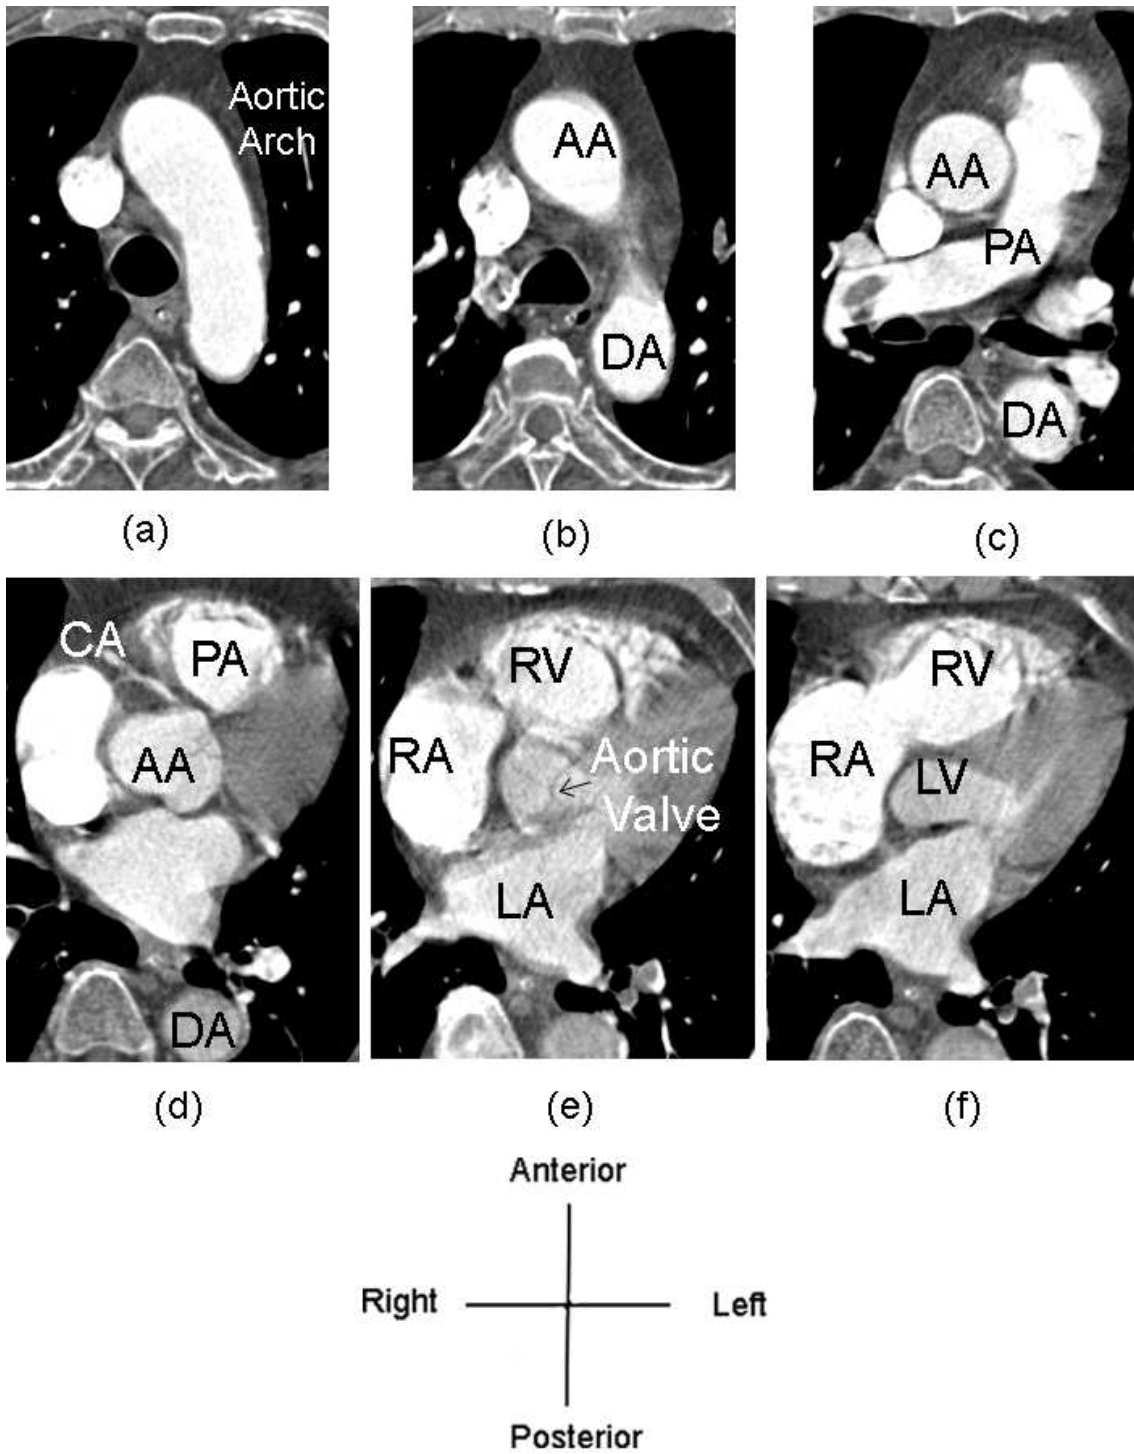 Aortic
Arch
AA
DA
AA
PA
DA
(a)
(b)
(c)
CA
PA
AA
DA
RV
RA
Aortic
Valve
LA
RV
RA
LV
LA
(d)
(e)
(f)
Anterior
Right
Left
Posterior